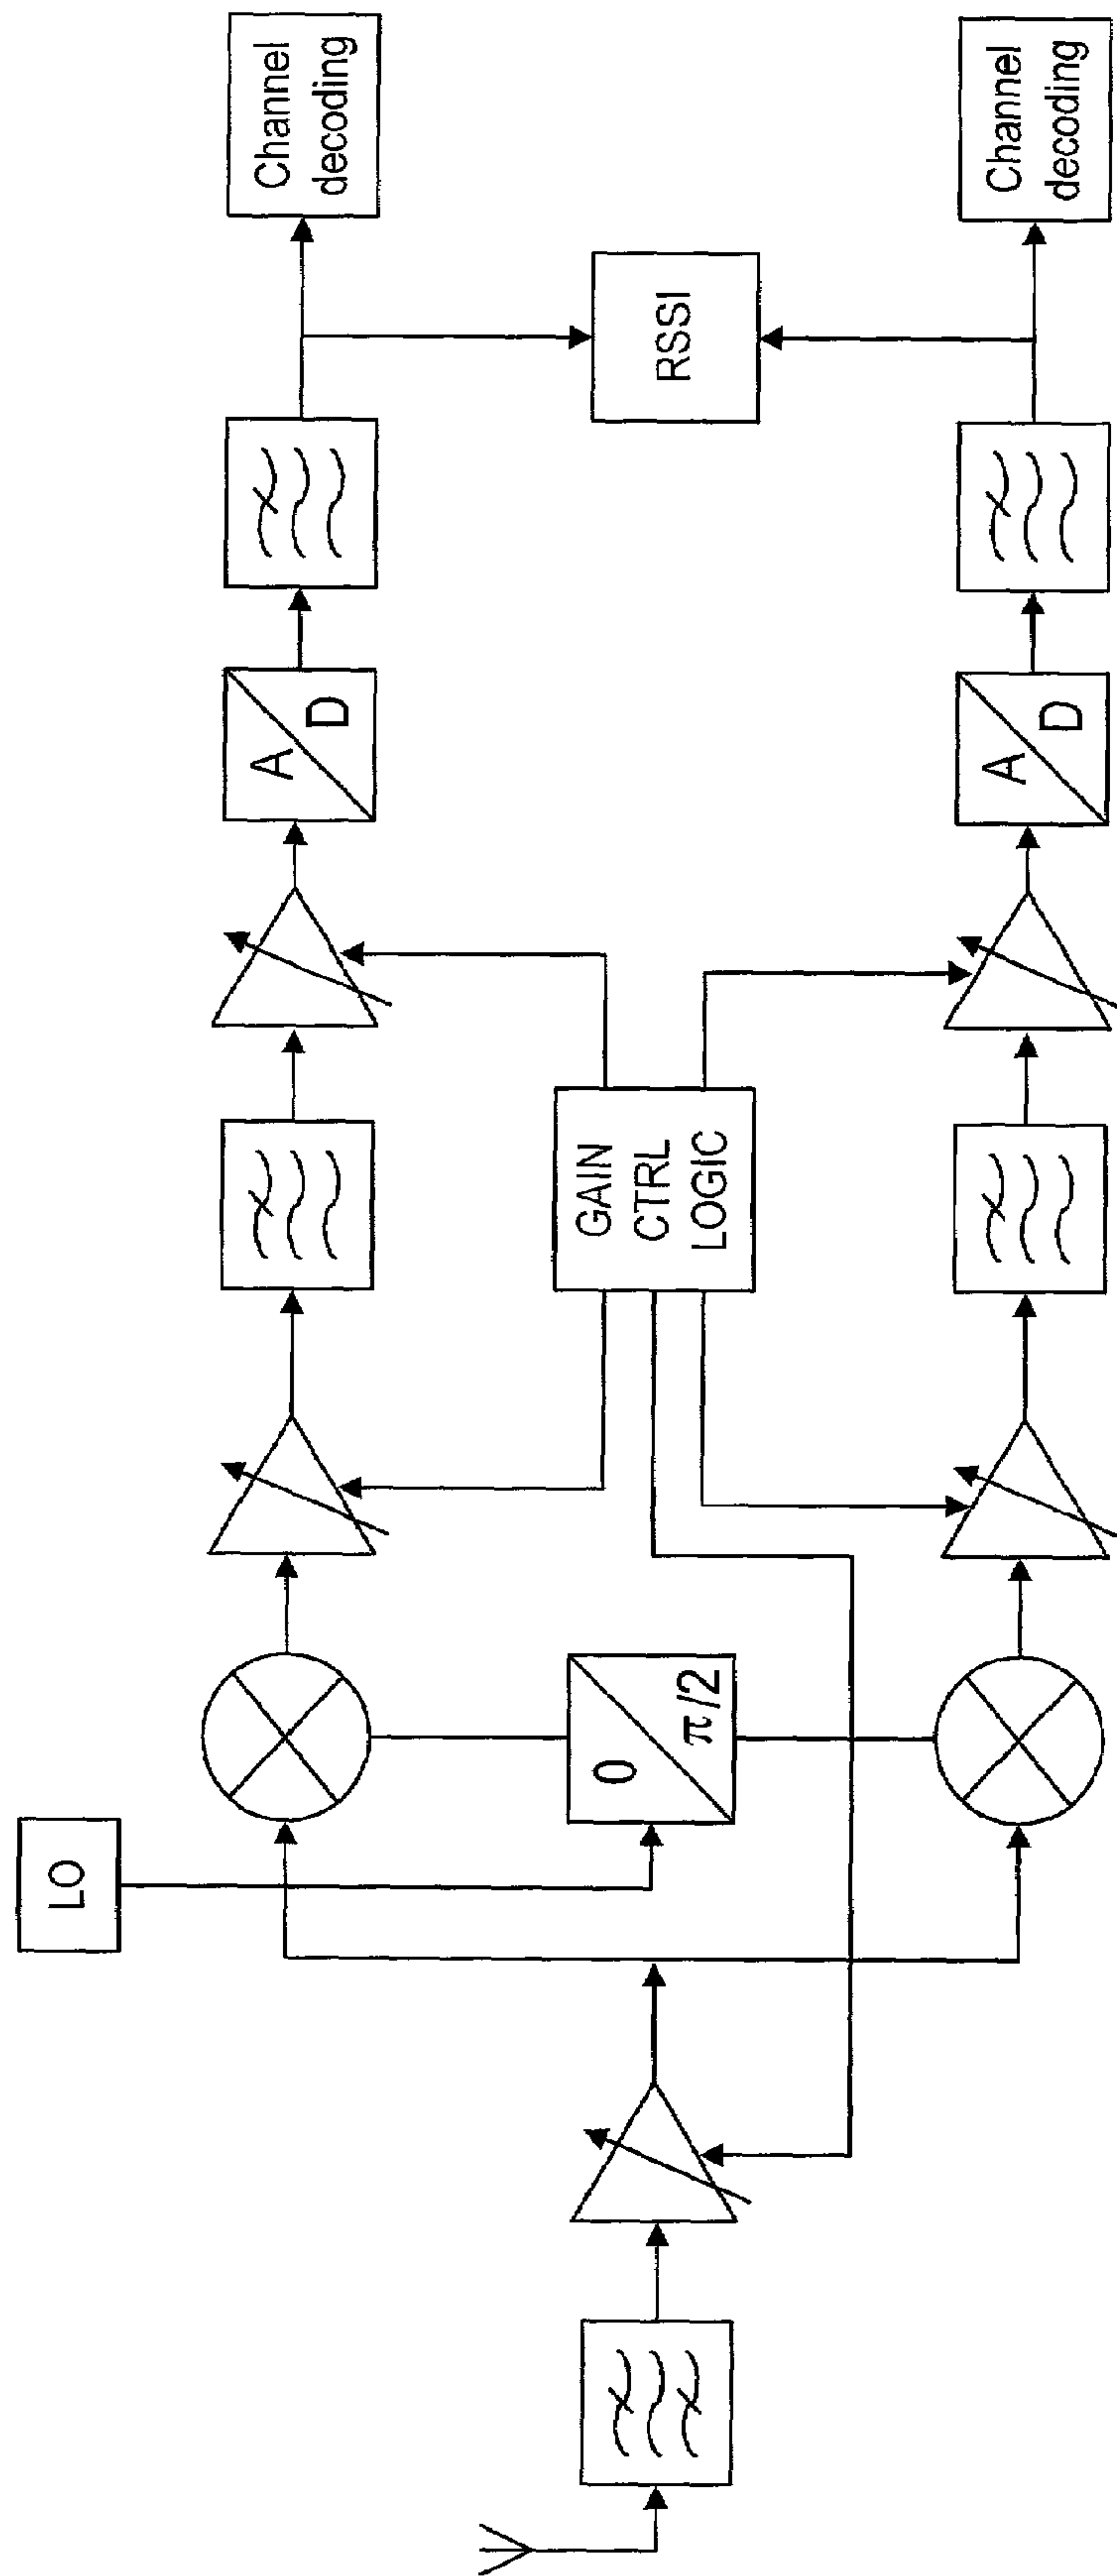 LO
0
π/2
GAIN
CTRL
LOGIC
A
D
A
D
RSSI
Channel
decoding
Channel
decoding